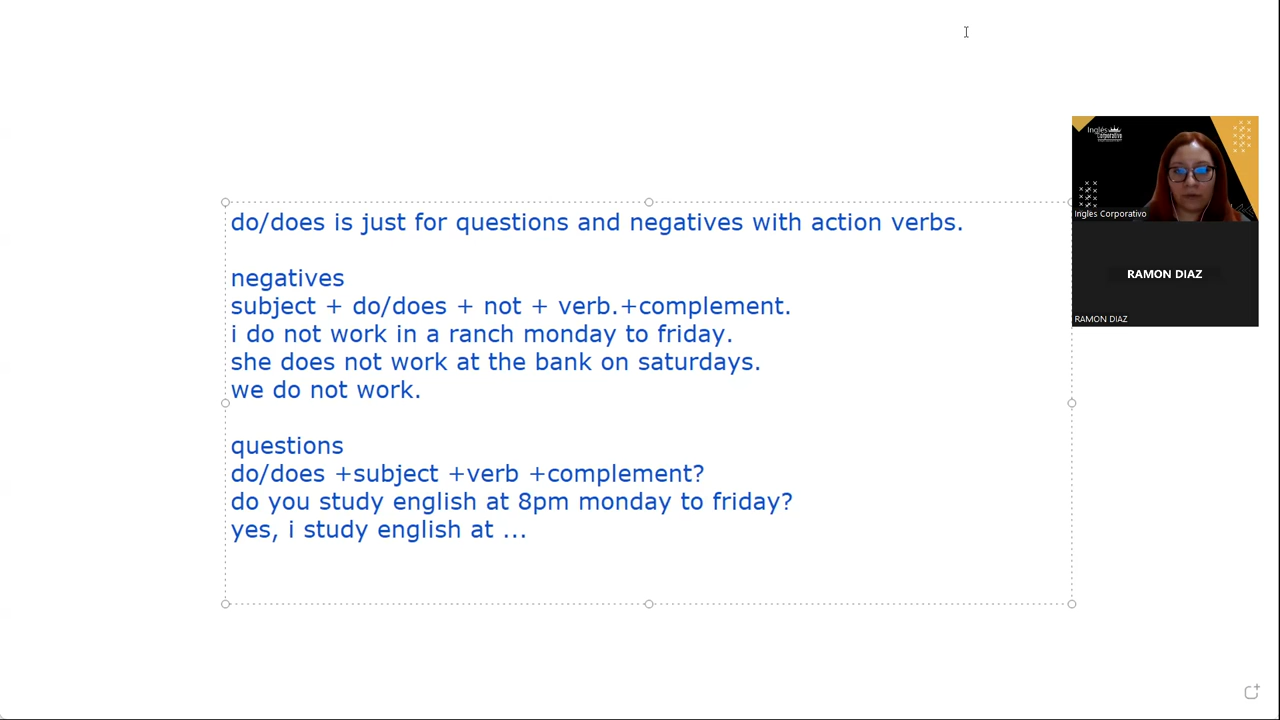 do/does is just for questions and negatives with action verbs.
negatives
subject + do/does + not + verb.+complement.
i do not work in a ranch monday to friday.
she does not work at the bank on saturdays.
we do not work.
questions
do/does +subject +verb +complement?
do you study english at 8pm monday to friday?
yes, i study english at ...
Inglés
Corporativo
Ingles Corporativo
RAMON DIAZ
RAMON DIAZ